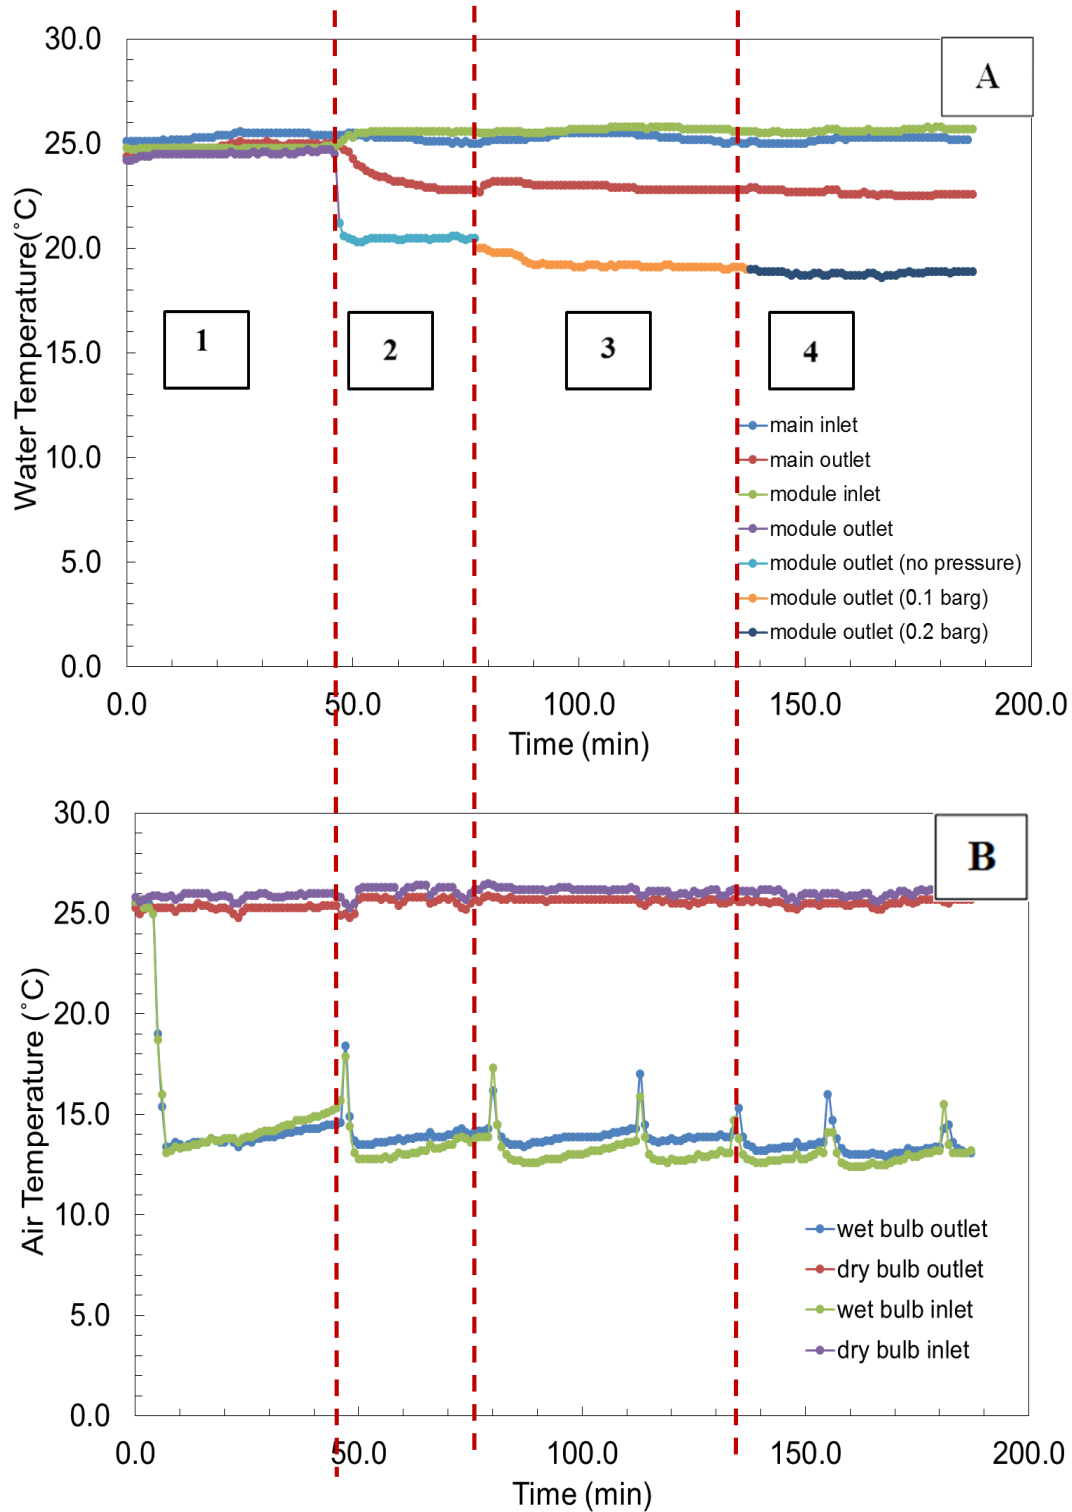 30.0
A
25.0
20.0
15.0
10.0
5.0
0.0
Water Temperature(˚C)
1
2
3
4
main inlet
main outlet
module inlet
module outlet
module outlet (no pressure)
module outlet (0.1 barg)
module outlet (0.2 barg)
0.0 50.0 100.0 150.0 200.0
Time (min)
30.0
B
25.0
20.0
15.0
10.0
5.0
0.0
Air Temperature (˚C)
wet bulb outlet
dry bulb outlet
wet bulb inlet
dry bulb inlet
0.0 50.0 100.0 150.0 200.0
Time (min)